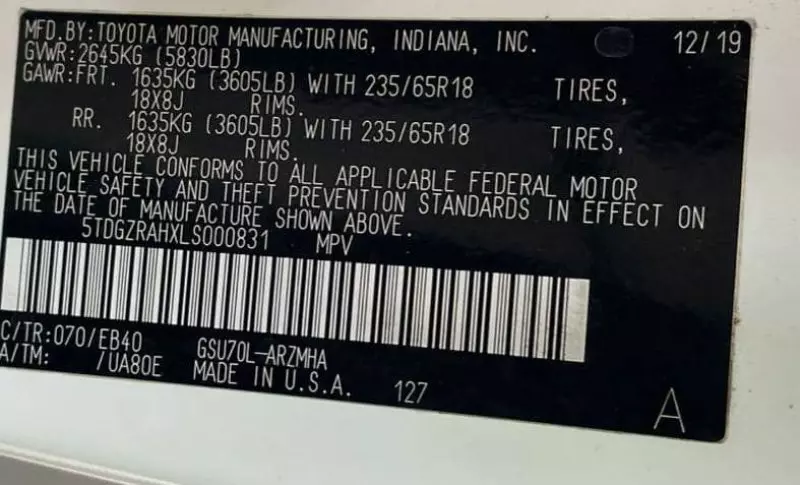 MFD.BY:TOYOTA MOTOR MANUFACTURING, INDIANA, INC. 12/19
GVWR:2645KG (5830LB)
GAWR:FRT. 1635KG (3605LB) WITH 235/65R18 TIRES,
18X8J RIMS.
RR. 1635KG (3605LB) WITH 235/65R18 TIRES,
18X8J RIMS.
THIS VEHICLE CONFORMS TO ALL APPLICABLE FEDERAL MOTOR
VEHICLE SAFETY AND THEFT PREVENTION STANDARDS IN EFFECT ON
THE DATE OF MANUFACTURE SHOWN ABOVE.
5TDGZRAHXLS000831 MPV
C/TR:070/EB40 GSU70L-ARZMHA
A/TM: /UA80E MADE IN U.S.A. 127
A